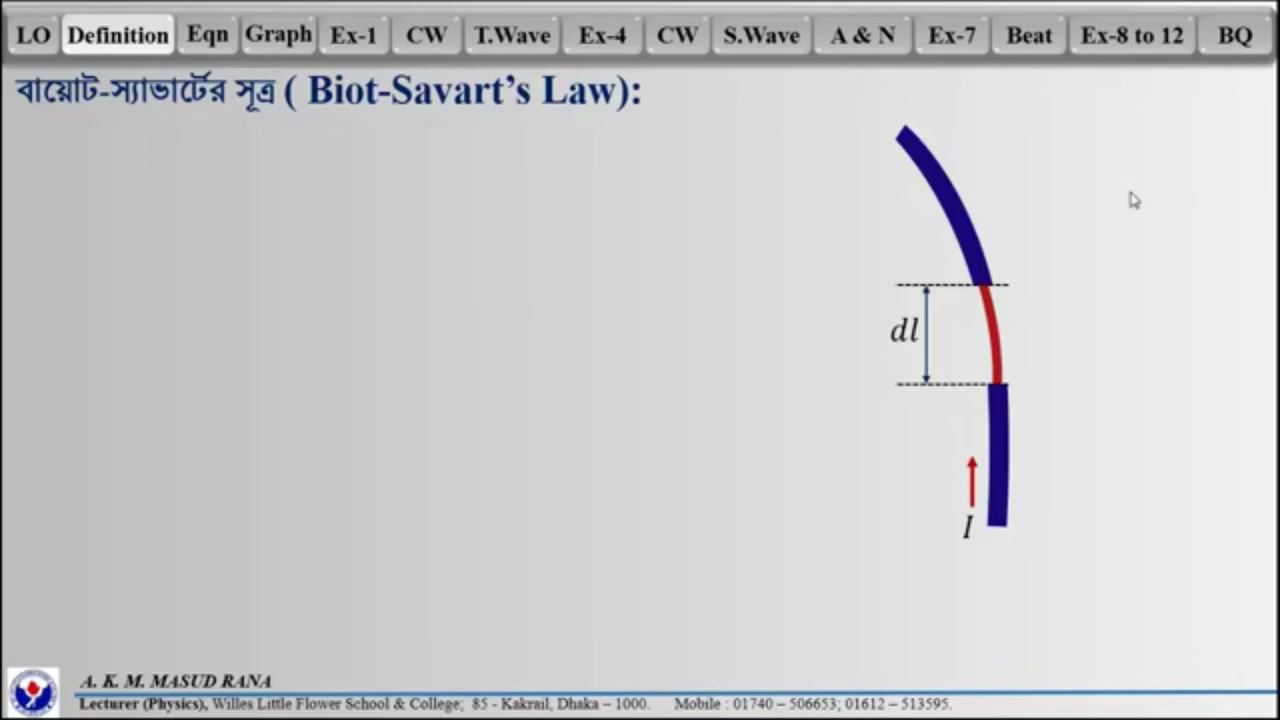 LO Definition Eqn Graph Ex-1 CW T.Wave Ex-4 CW S.Wave A & N Ex-7 Beat Ex-8 to 12 BQ
বায়োট-স্যাভার্টের সূত্র ( Biot-Savart’s Law):
dl
I
A. K. M. MASUD RANA
Lecturer (Physics), Willes Little Flower School & College; 85 - Kakrail, Dhaka – 1000. Mobile : 01740 – 506653; 01612 – 513595.